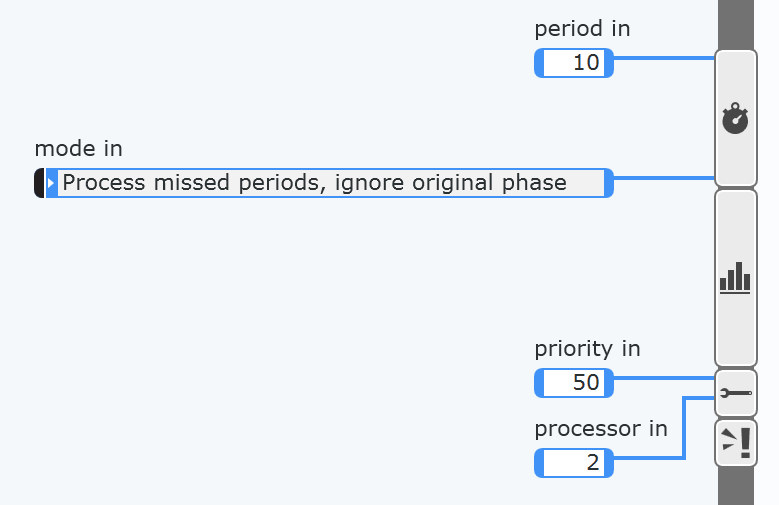 period in
10
mode in
Process missed periods, ignore original phase
priority in
50
processor in
2